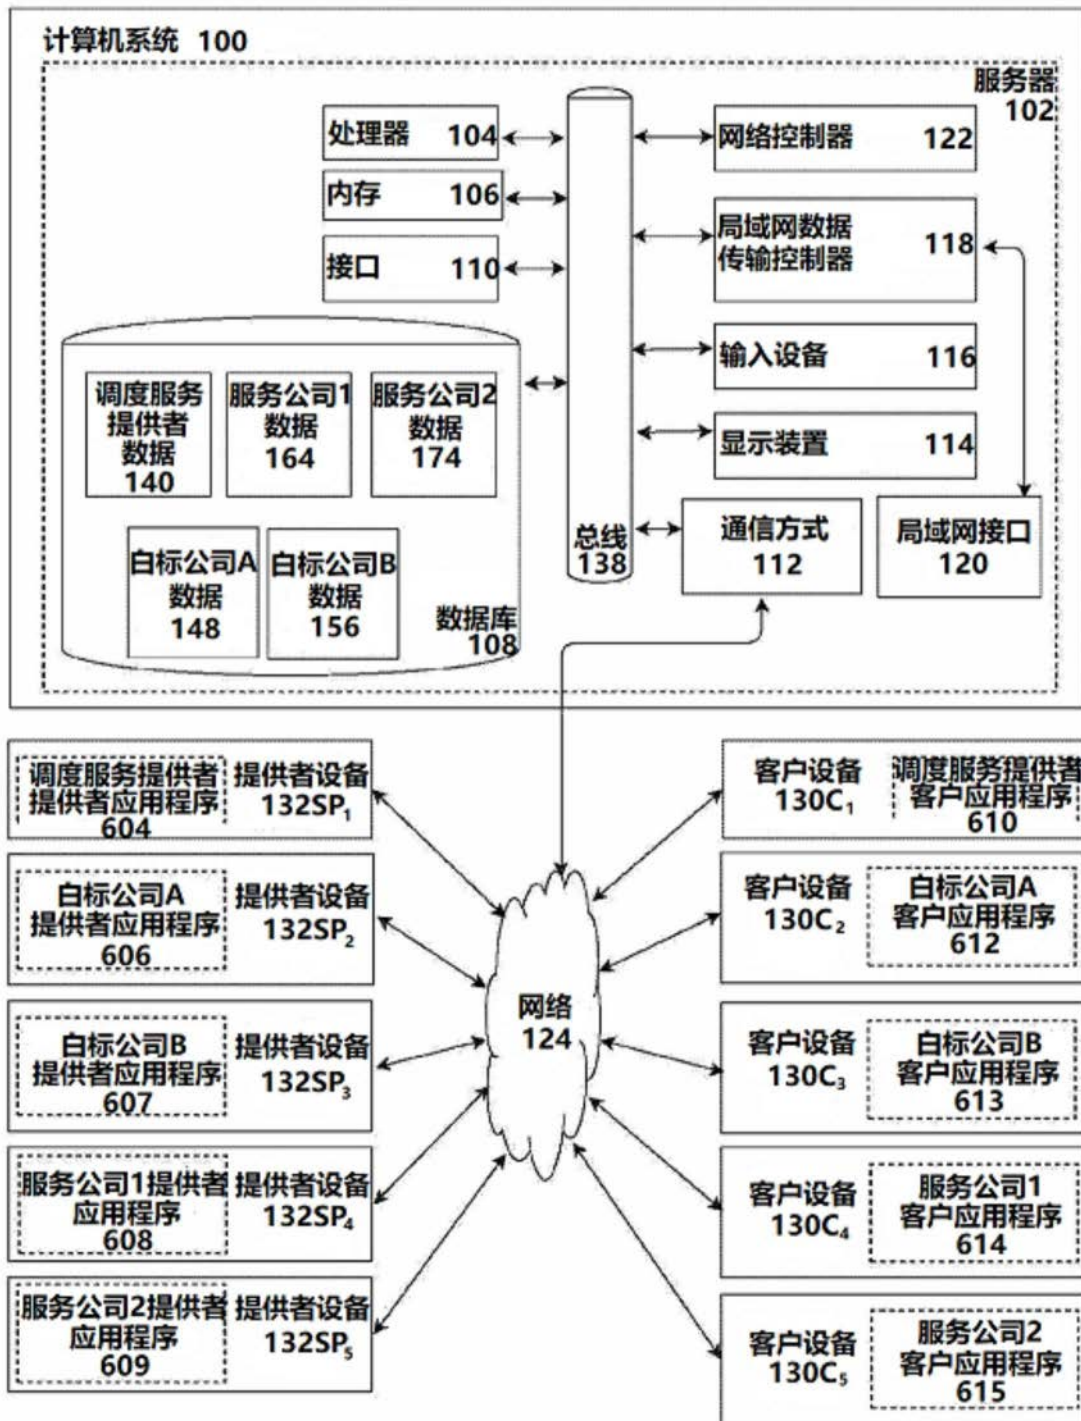 计算机系统 100
服务器
102
处理器 104
内存 106
接口 110
网络控制器 122
局域网数据
传输控制器 118
输入设备 116
显示装置 114
通信方式
112
局域网接口
120
总线
138
调度服务
提供者
数据
140
服务公司1
数据
164
服务公司2
数据
174
白标公司A
数据
148
白标公司B
数据
156
数据库
108
调度服务提供者
提供者应用程序
604
提供者设备
132SP₁
白标公司A
提供者应用程序
606
提供者设备
132SP₂
白标公司B
提供者应用程序
607
提供者设备
132SP₃
服务公司1提供者
应用程序
608
提供者设备
132SP₄
服务公司2提供者
应用程序
609
提供者设备
132SP₅
网络
124
客户设备
130C₁
调度服务提供者
客户应用程序
610
客户设备
130C₂
白标公司A
客户应用程序
612
客户设备
130C₃
白标公司B
客户应用程序
613
客户设备
130C₄
服务公司1
客户应用程序
614
客户设备
130C₅
服务公司2
客户应用程序
615